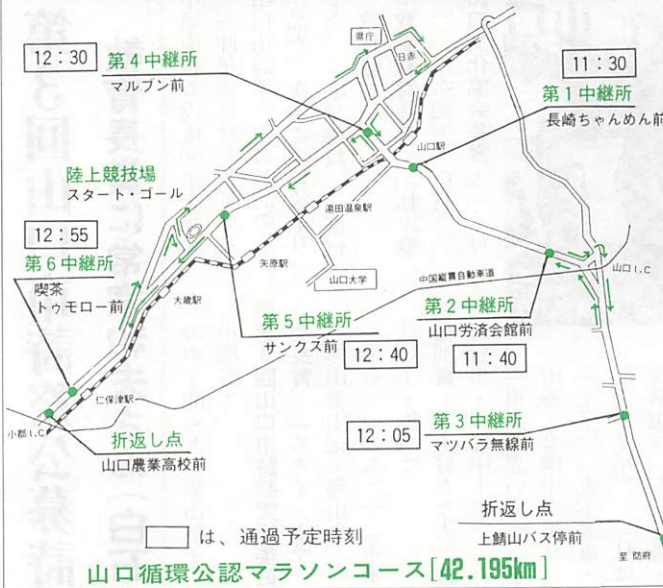 12：30
第4中継所
マルブン前
県庁
日赤
11：30
第1中継所
長崎ちゃんめん前
山口駅
陸上競技場
スタート・ゴール
湯田温泉駅
12：55
第6中継所
喫茶
トゥモロー前
矢原駅
山口大学
大歳駅
中国縦貫自動車道
山口I.C
第5中継所
サンクス前
12：40
第2中継所
山口労済会館前
11：40
仁保津駅
小郡I.C
折返し点
山口農業高校前
12：05
第3中継所
マツバラ無線前
折返し点
上鯖山バス停前
至防府
は、通過予定時刻
山口循環公認マラソンコース[42.195km]